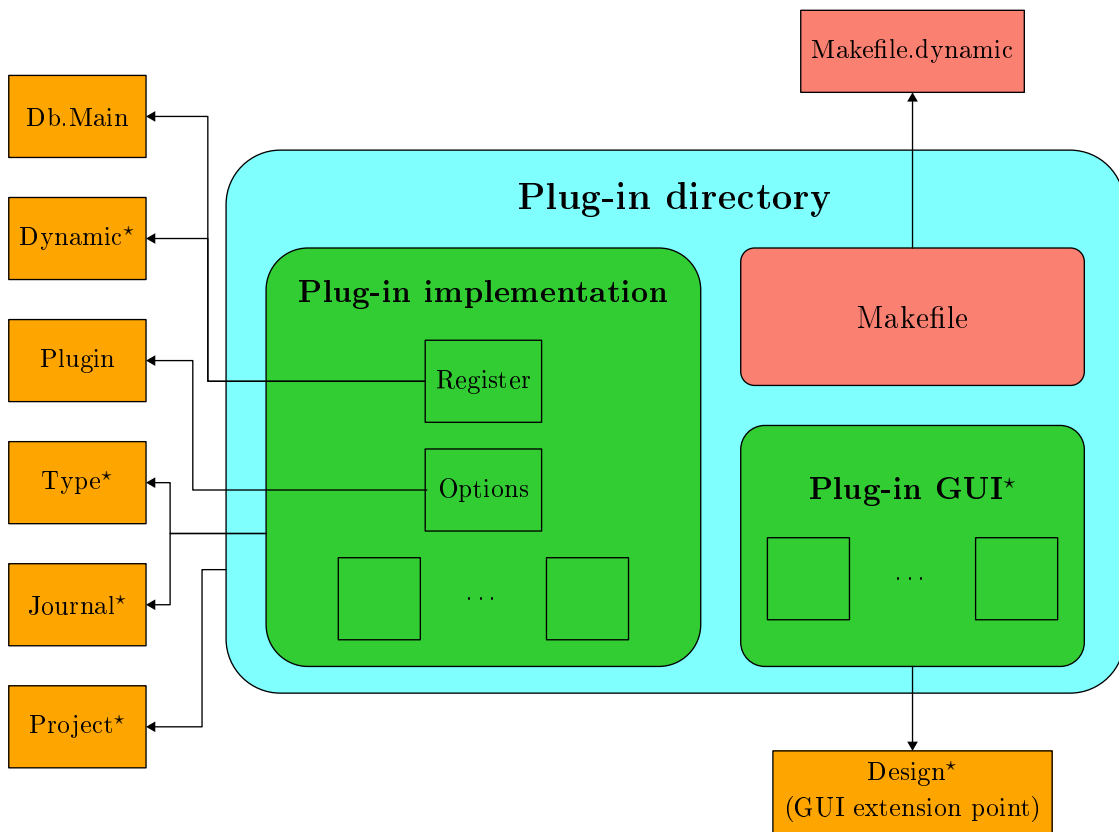 Makefile.dynamic
Db.Main
Plug-in directory
Dynamic⋆
Plug-in implementation
Makefile
Plugin
Register
Type⋆
Options
Plug-in GUI⋆
. . .
Journal⋆
. . .
Project⋆
Design⋆
(GUI extension point)